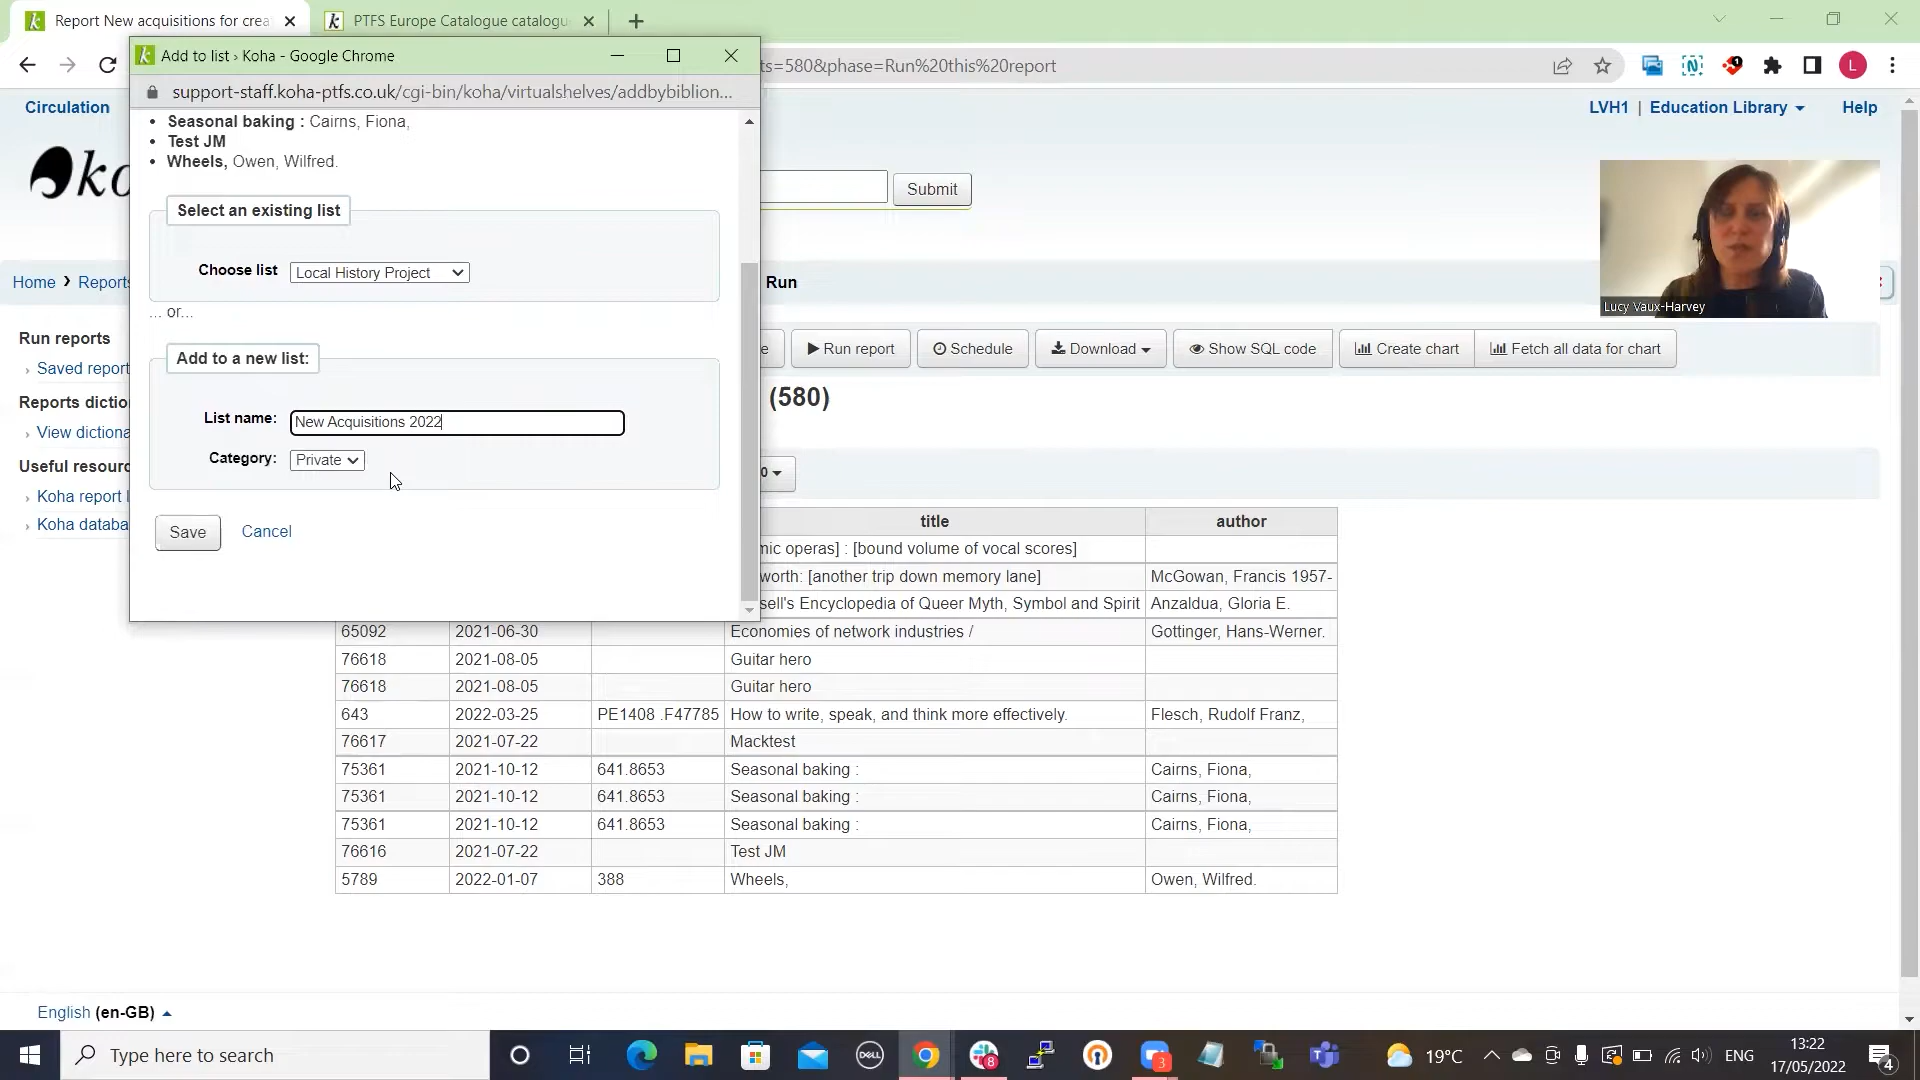 Report New acquisitions for crea
PTFS Europe Catalogue catalogu
Add to list › Koha - Google Chrome
ts=580&phase=Run%20this%20report
support-staff.koha-ptfs.co.uk/cgi-bin/koha/virtualshelves/addbybiblion...
Circulation
LVH1 | Education Library
Help
Seasonal baking : Cairns, Fiona,
Test JM
Wheels, Owen, Wilfred.
Submit
Select an existing list
Choose list Local History Project
... or...
Home › Reports
Run
Lucy Vaux-Harvey
Run reports
Saved report
Reports dictio
View dictiona
Useful resourc
Koha report l
Koha databa
Add to a new list:
List name: New Acquisitions 2022
Category: Private
Save
Cancel
e
Run report
Schedule
Download
Show SQL code
Create chart
Fetch all data for chart
(580)
0
title author
mic operas] : [bound volume of vocal scores]
worth: [another trip down memory lane] McGowan, Francis 1957-
sell's Encyclopedia of Queer Myth, Symbol and Spirit Anzaldua, Gloria E.
65092 2021-06-30 Economies of network industries / Gottinger, Hans-Werner.
76618 2021-08-05 Guitar hero
76618 2021-08-05 Guitar hero
643 2022-03-25 PE1408 .F47785 How to write, speak, and think more effectively. Flesch, Rudolf Franz,
76617 2021-07-22 Macktest
75361 2021-10-12 641.8653 Seasonal baking : Cairns, Fiona,
75361 2021-10-12 641.8653 Seasonal baking : Cairns, Fiona,
75361 2021-10-12 641.8653 Seasonal baking : Cairns, Fiona,
76616 2021-07-22 Test JM
5789 2022-01-07 388 Wheels, Owen, Wilfred.
English (en-GB)
Type here to search
DELL
8
3
19°C
ENG
13:22
17/05/2022
4